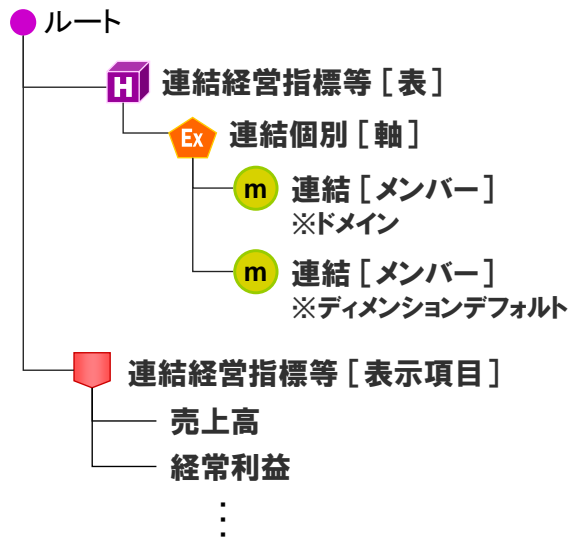 ルート
H 連結経営指標等［表］
Ex 連結個別［軸］
m 連結［メンバー］
※ドメイン
m 連結［メンバー］
※ディメンションデフォルト
連結経営指標等［表示項目］
売上高
経常利益
⋮